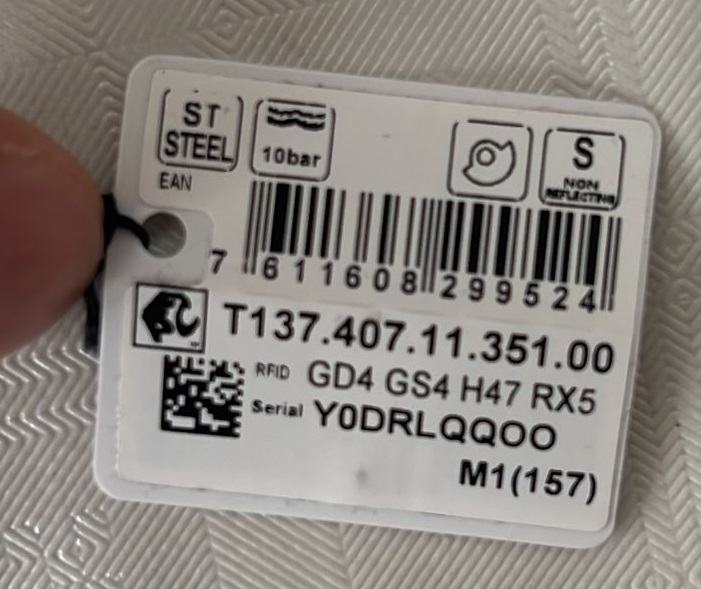 ST
STEEL
10bar
S
NON
REFLECTING
EAN
7 611608 299524
T137.407.11.351.00
RFID GD4 GS4 H47 RX5
Serial Y0DRLQQOO
M1(157)